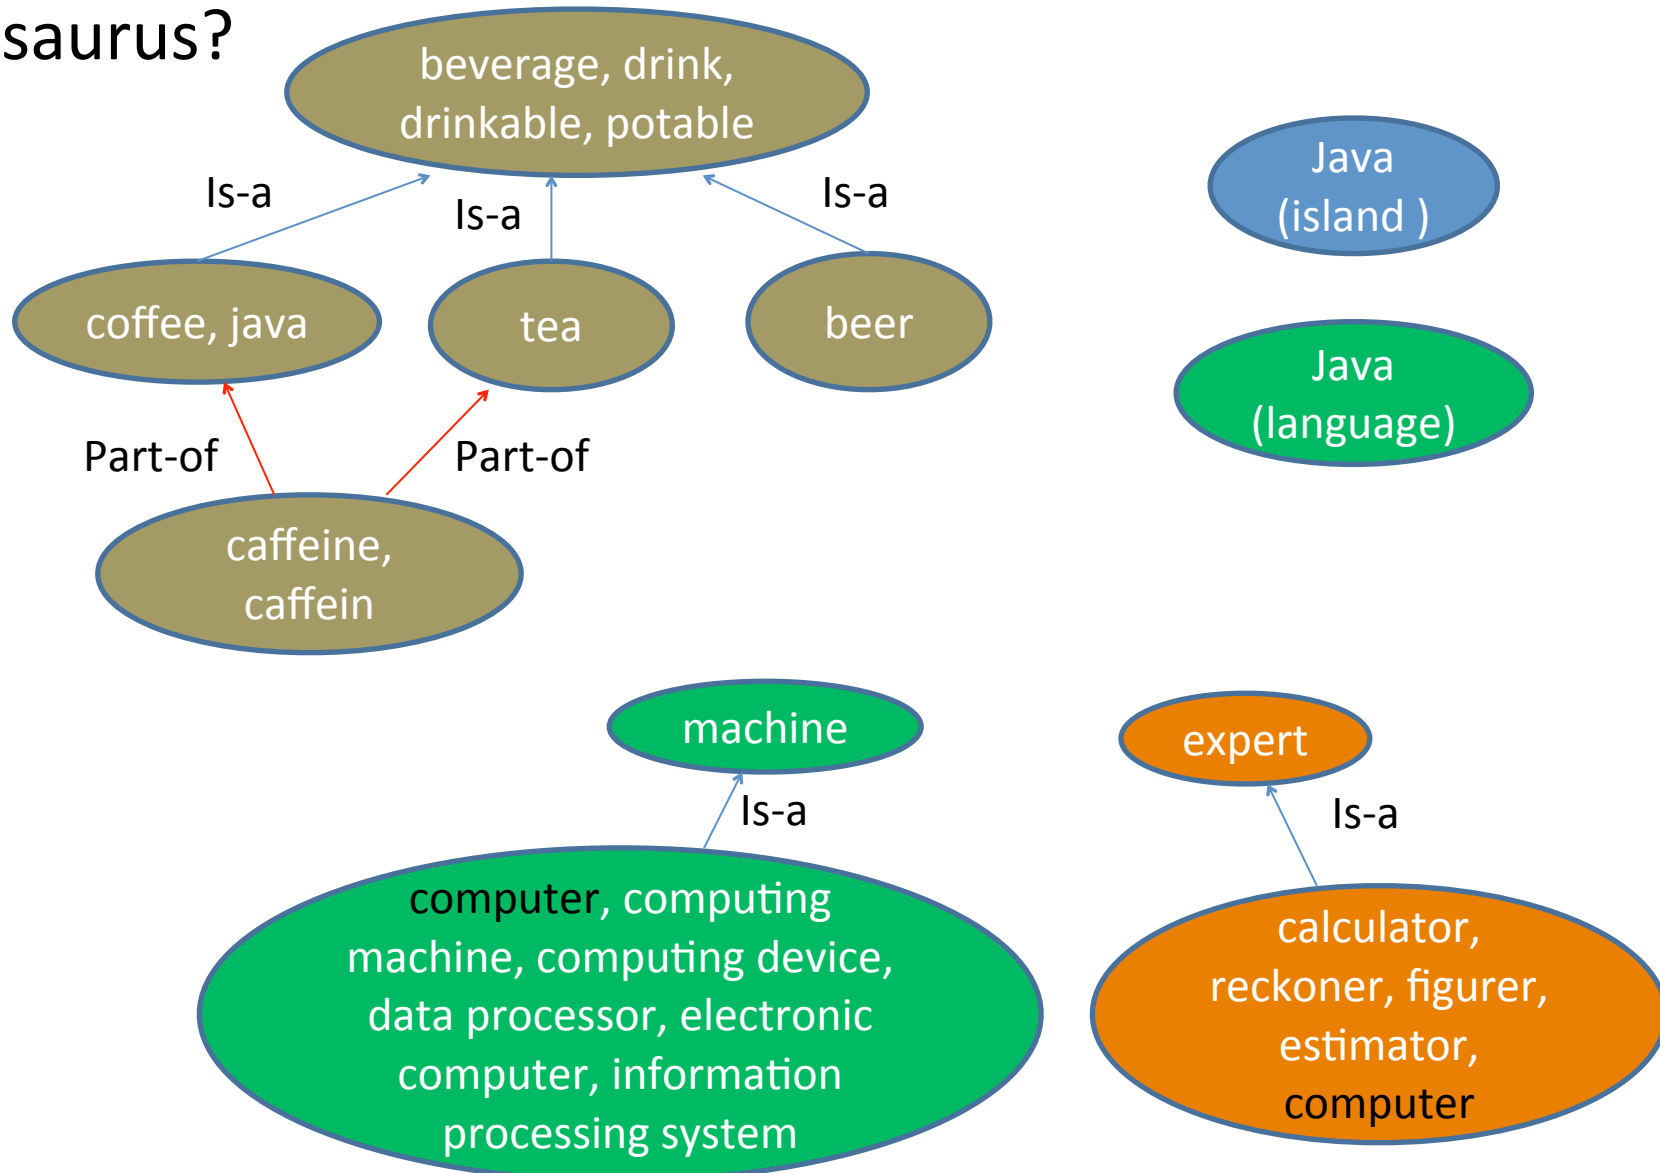 saurus?
beverage, drink,
drinkable, potable
Is-a
Is-a
Is-a
coffee, java
tea
beer
Part-of
Part-of
caffeine,
caffein
Java
(island )
Java
(language)
machine
Is-a
computer, computing
machine, computing device,
data processor, electronic
computer, information
processing system
expert
Is-a
calculator,
reckoner, figurer,
estimator,
computer